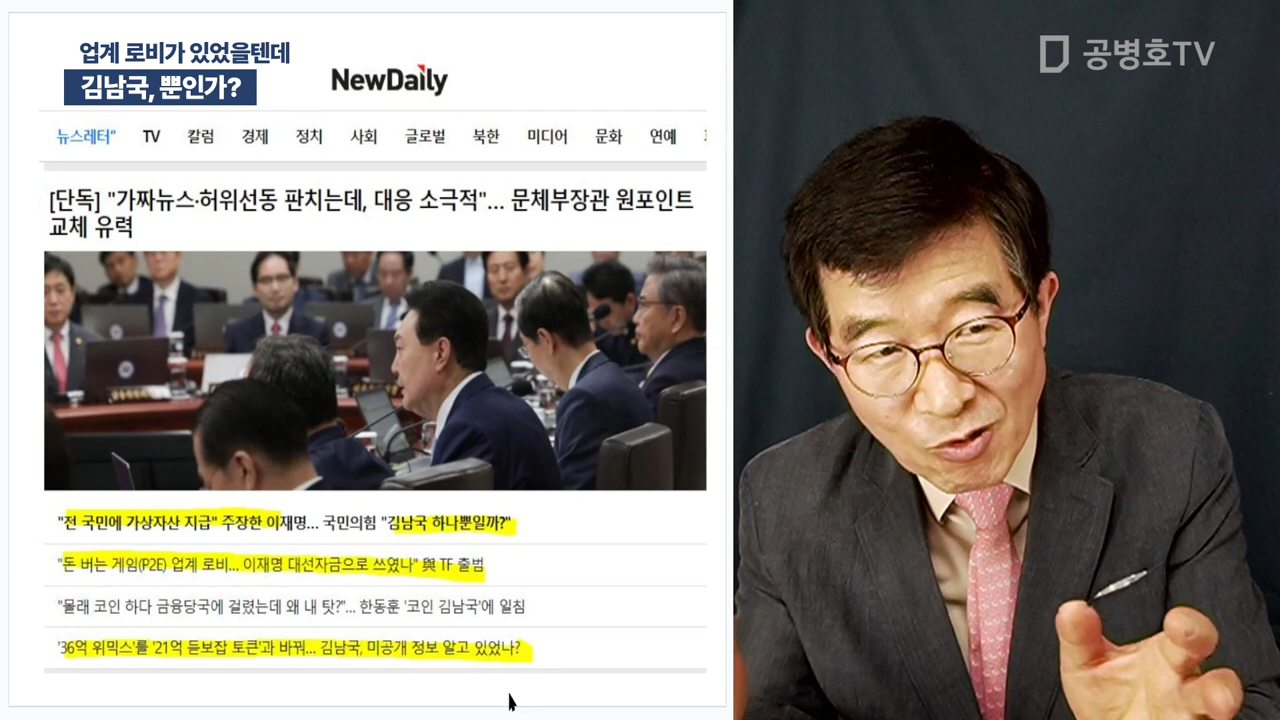 업계 로비가 있었을텐데
김남국, 뿐인가?
NewDaily
공병호TV
뉴스레터" TV 칼럼 경제 정치 사회 글로벌 북한 미디어 문화 연예
[단독] "가짜뉴스·허위선동 판치는데, 대응 소극적"... 문체부장관 원포인트
교체 유력
"전 국민에 가상자산 지급" 주장한 이재명... 국민의힘 "김남국 하나뿐일까?"
"돈 버는 게임(P2E) 업계 로비... 이재명 대선자금으로 쓰였나" 與 TF 출범
"몰래 코인 하다 금융당국에 걸렸는데 왜 내 탓?"... 한동훈 '코인 김남국'에 일침
'36억 위믹스'를 '21억 듣보잡 토큰'과 바꿔... 김남국, 미공개 정보 알고 있었나?